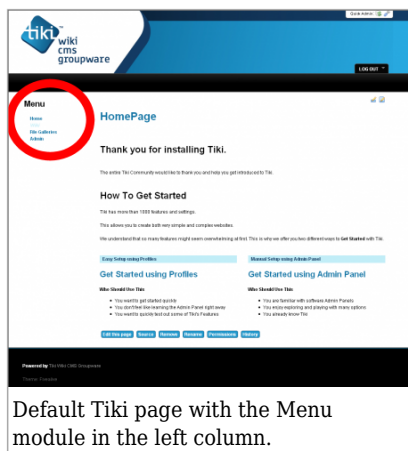 Quick Admin
tiki
wiki
cms
groupware
LOG OUT
Menu
Home
File Galleries
Admin
HomePage
Thank you for installing Tiki.
The entire Tiki Community would like to thank you and help you get introduced to Tiki.
How To Get Started
Tiki has more than 1000 features and settings.
This allows you to create both very simple and complex websites.
We understand that so many features might seem overwhelming at first. This is why we offer you two different ways to Get Started with Tiki.
Easy Setup using Profiles
Manual Setup using Admin Panel
Get Started using Profiles
Get Started using Admin Panel
Who Should Use This
Who Should Use This
You want to get started quickly
You don't feel like learning the Admin Panel right away
You want to quickly test out some of Tiki's Features
You are familiar with software Admin Panels
You enjoy exploring and playing with many options
You already know Tiki
Edit this page Source Remove Rename Permissions History
Powered by Tiki Wiki CMS Groupware
Default Tiki page with the Menu
module in the left column.